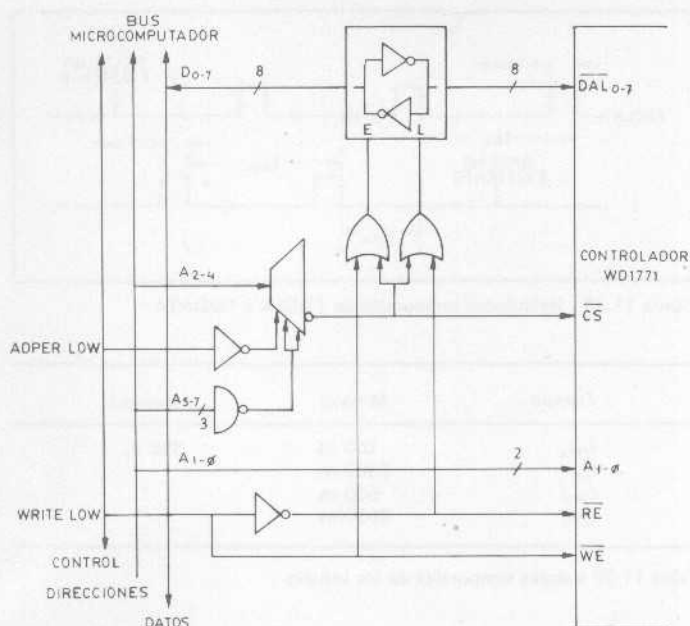 BUS
MICROCOMPUTADOR
D0-7
8
8
DAL0-7
E
L
A2-4
CONTROLADOR
WD1771
CS
ADPER LOW
A5-7
3
A1-Ø
2
A1-Ø
WRITE LOW
RE
WE
CONTROL
DIRECCIONES
DATOS